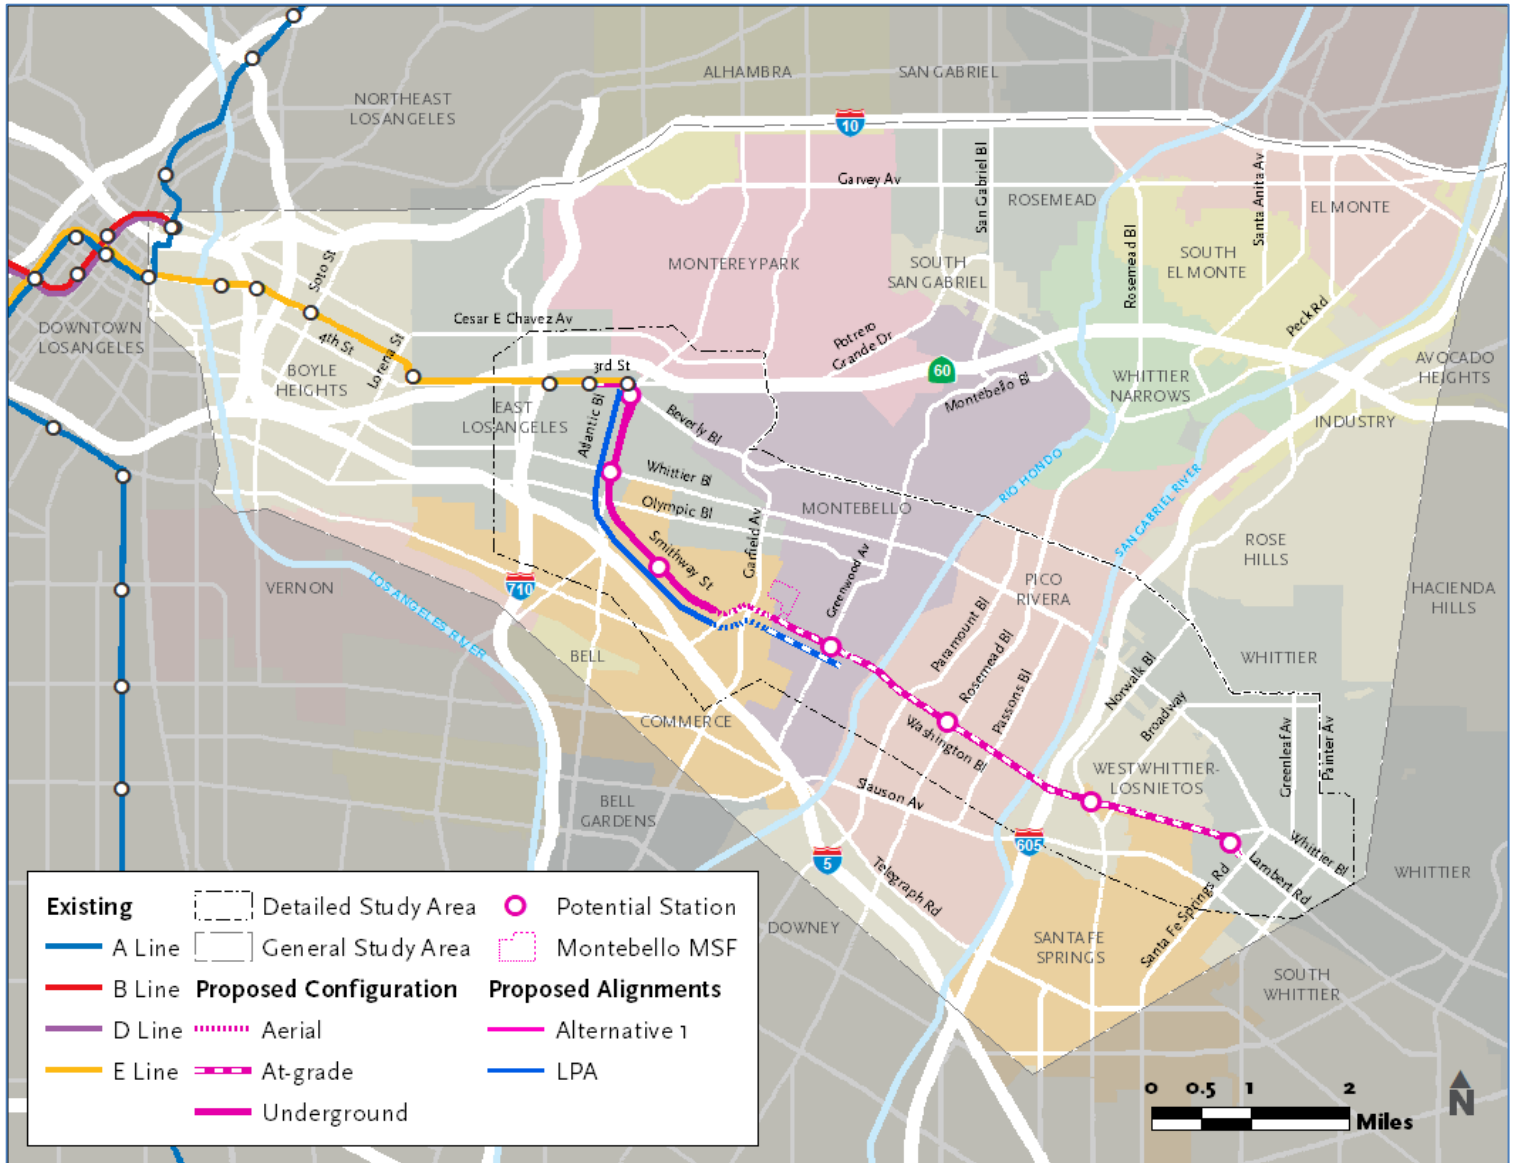 ALHAMBRA
SAN GABRIEL
NORTHEAST
LOS ANGELES
10
Garvey Av
San Gabriel Bl
ROSEMEAD
Santa Anita Av
EL MONTE
Soto St
MONTEREY PARK
SOUTH
SAN GABRIEL
Rosemead Bl
SOUTH
EL MONTE
DOWNTOWN
LOS ANGELES
4th St
Lorena St
Cesar E Chavez Av
Potrero
Grande Dr
Peck Rd
BOYLE
HEIGHTS
3rd St
60
Montebello Bl
WHITTIER
NARROWS
AVOCADO
HEIGHTS
EAST
LOS ANGELES
Atlantic Bl
Beverly Bl
INDUSTRY
Whittier Bl
Olympic Bl
RIO HONDO
SAN GABRIEL RIVER
MONTEBELLO
Garfield Av
Smithway St
Greenwood Av
ROSE
HILLS
VERNON
LOS ANGELES RIVER
710
PICO
RIVERA
HACIENDA
HILLS
BELL
Paramount Bl
Rosemead Bl
Passons Bl
Norwalk Bl
WHITTIER
Broadway
COMMERCE
Washington Bl
Greenleaf Av
Painter Av
WEST WHITTIER-
LOS NIETOS
Slauson Av
BELL
GARDENS
5
605
Telegraph Rd
Whittier Bl
Lambert Rd
WHITTIER
Santa Fe Springs Rd
DOWNEY
SANTA FE
SPRINGS
SOUTH
WHITTIER
Existing
A Line
B Line
D Line
E Line
Detailed Study Area
General Study Area
Proposed Configuration
Aerial
At-grade
Underground
Potential Station
Montebello MSF
Proposed Alignments
Alternative 1
LPA
0 0.5 1 2
Miles
N